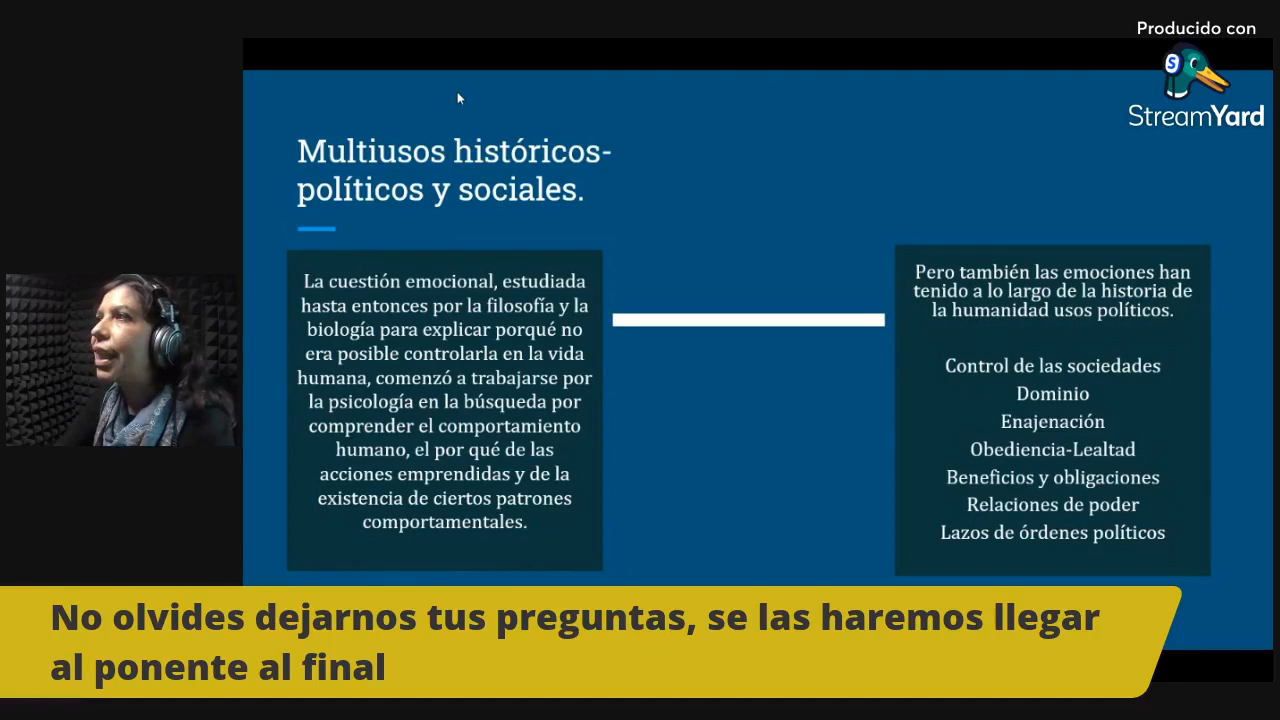 Producido con
S
StreamYard
Multiusos históricos-
políticos y sociales.
La cuestión emocional, estudiada
hasta entonces por la filosofía y la
biología para explicar porqué no
era posible controlarla en la vida
humana, comenzó a trabajarse por
la psicología en la búsqueda por
comprender el comportamiento
humano, el por qué de las
acciones emprendidas y de la
existencia de ciertos patrones
comportamentales.
Pero también las emociones han
tenido a lo largo de la historia de
la humanidad usos políticos.
Control de las sociedades
Dominio
Enajenación
Obediencia-Lealtad
Beneficios y obligaciones
Relaciones de poder
Lazos de órdenes políticos
No olvides dejarnos tus preguntas, se las haremos llegar
al ponente al final